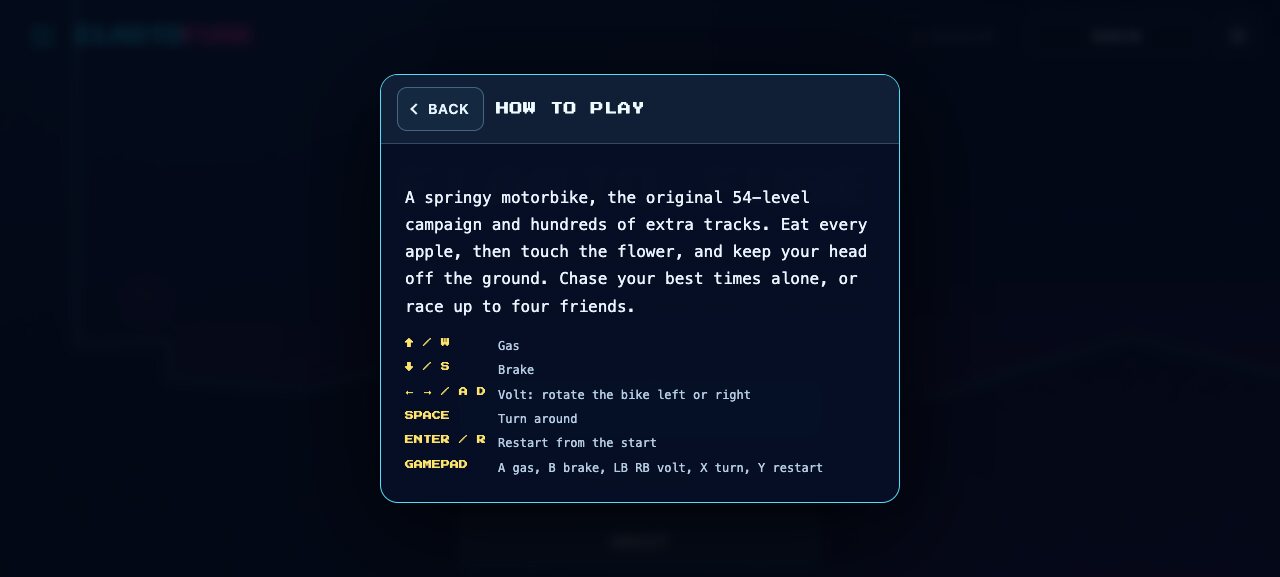 BACK
HOW TO PLAY
A springy motorbike, the original 54-level
campaign and hundreds of extra tracks. Eat every
apple, then touch the flower, and keep your head
off the ground. Chase your best times alone, or
race up to four friends.
↑ / W Gas
↓ / S Brake
← → / A D Volt: rotate the bike left or right
SPACE Turn around
ENTER / R Restart from the start
GAMEPAD A gas, B brake, LB RB volt, X turn, Y restart